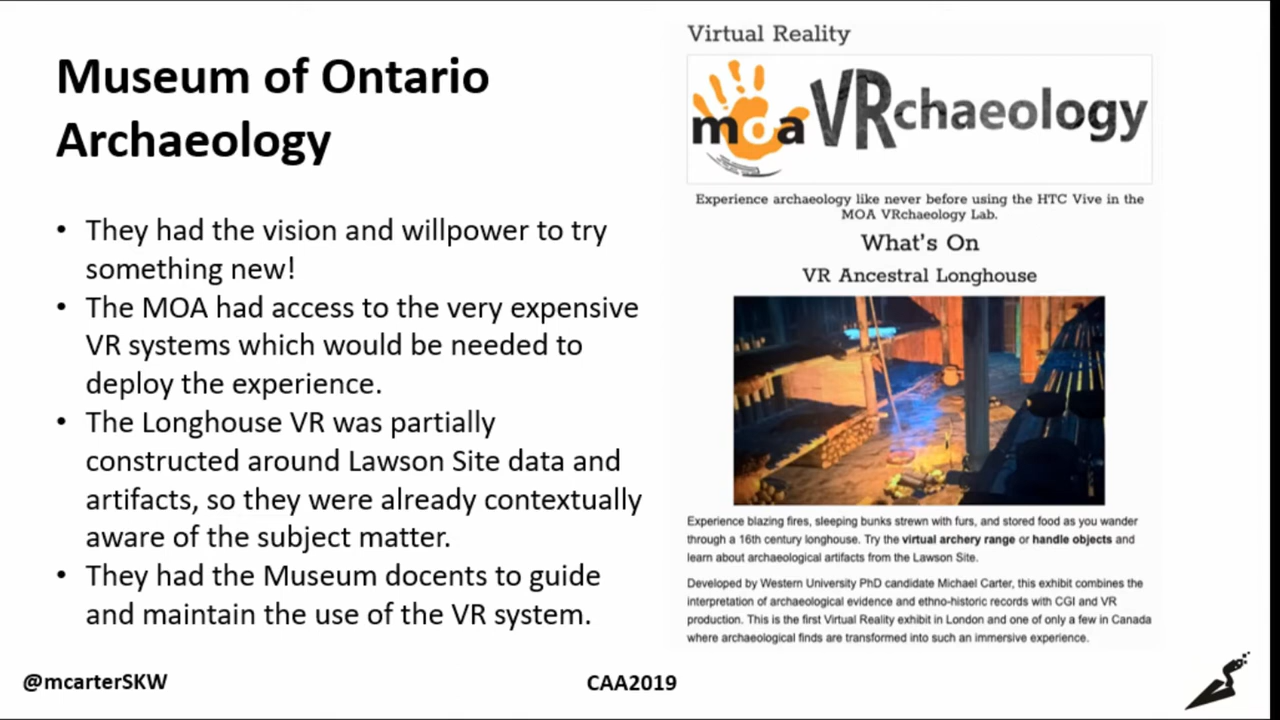 Museum of Ontario
Archaeology
• They had the vision and willpower to try
something new!
• The MOA had access to the very expensive
VR systems which would be needed to
deploy the experience.
• The Longhouse VR was partially
constructed around Lawson Site data and
artifacts, so they were already contextually
aware of the subject matter.
• They had the Museum docents to guide
and maintain the use of the VR system.
Virtual Reality
moa VRchaeology
Experience archaeology like never before using the HTC Vive in the
MOA VRchaeology Lab.
What's On
VR Ancestral Longhouse
Experience blazing fires, sleeping bunks strewn with furs, and stored food as you wander
through a 16th century longhouse. Try the virtual archery range or handle objects and
learn about archaeological artifacts from the Lawson Site.
Developed by Western University PhD candidate Michael Carter, this exhibit combines the
interpretation of archaeological evidence and ethno-historic records with CGI and VR
production. This is the first Virtual Reality exhibit in London and one of only a few in Canada
where archaeological finds are transformed into such an immersive experience.
@mcarterSKW
CAA2019